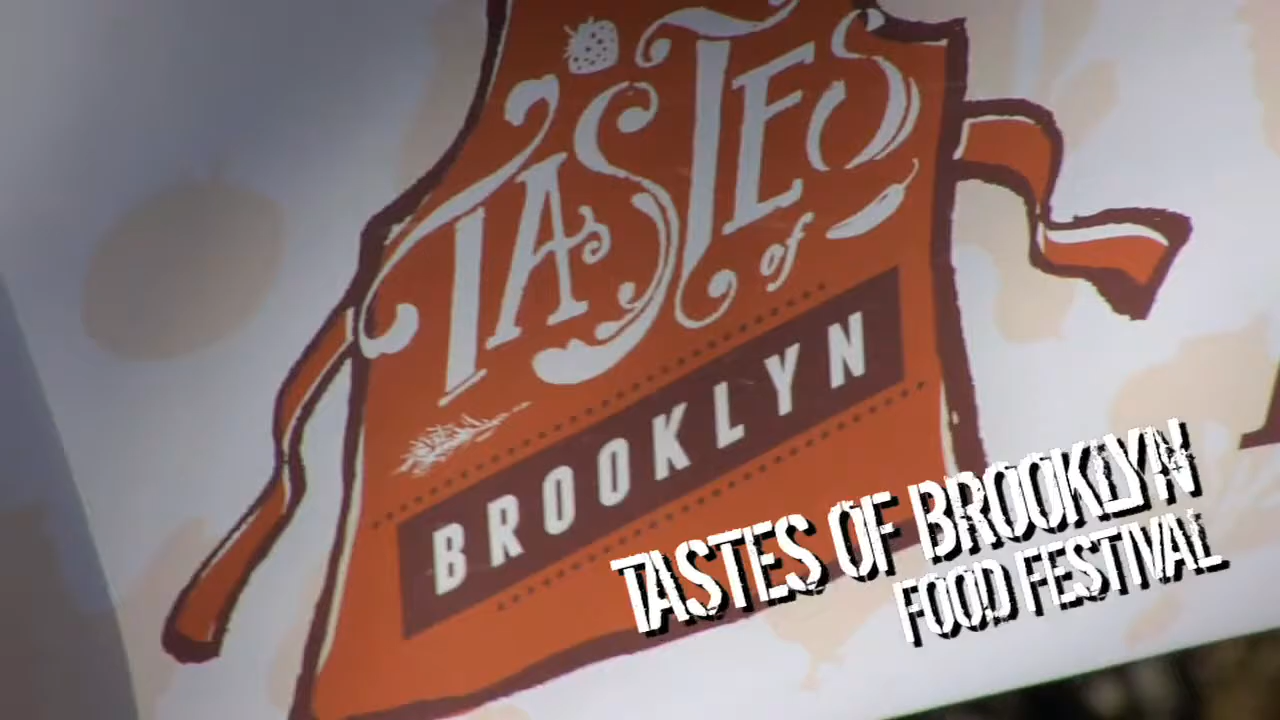 TASTES
of
BROOKLYN
TASTES OF BROOKLYN
FOOD FESTIVAL